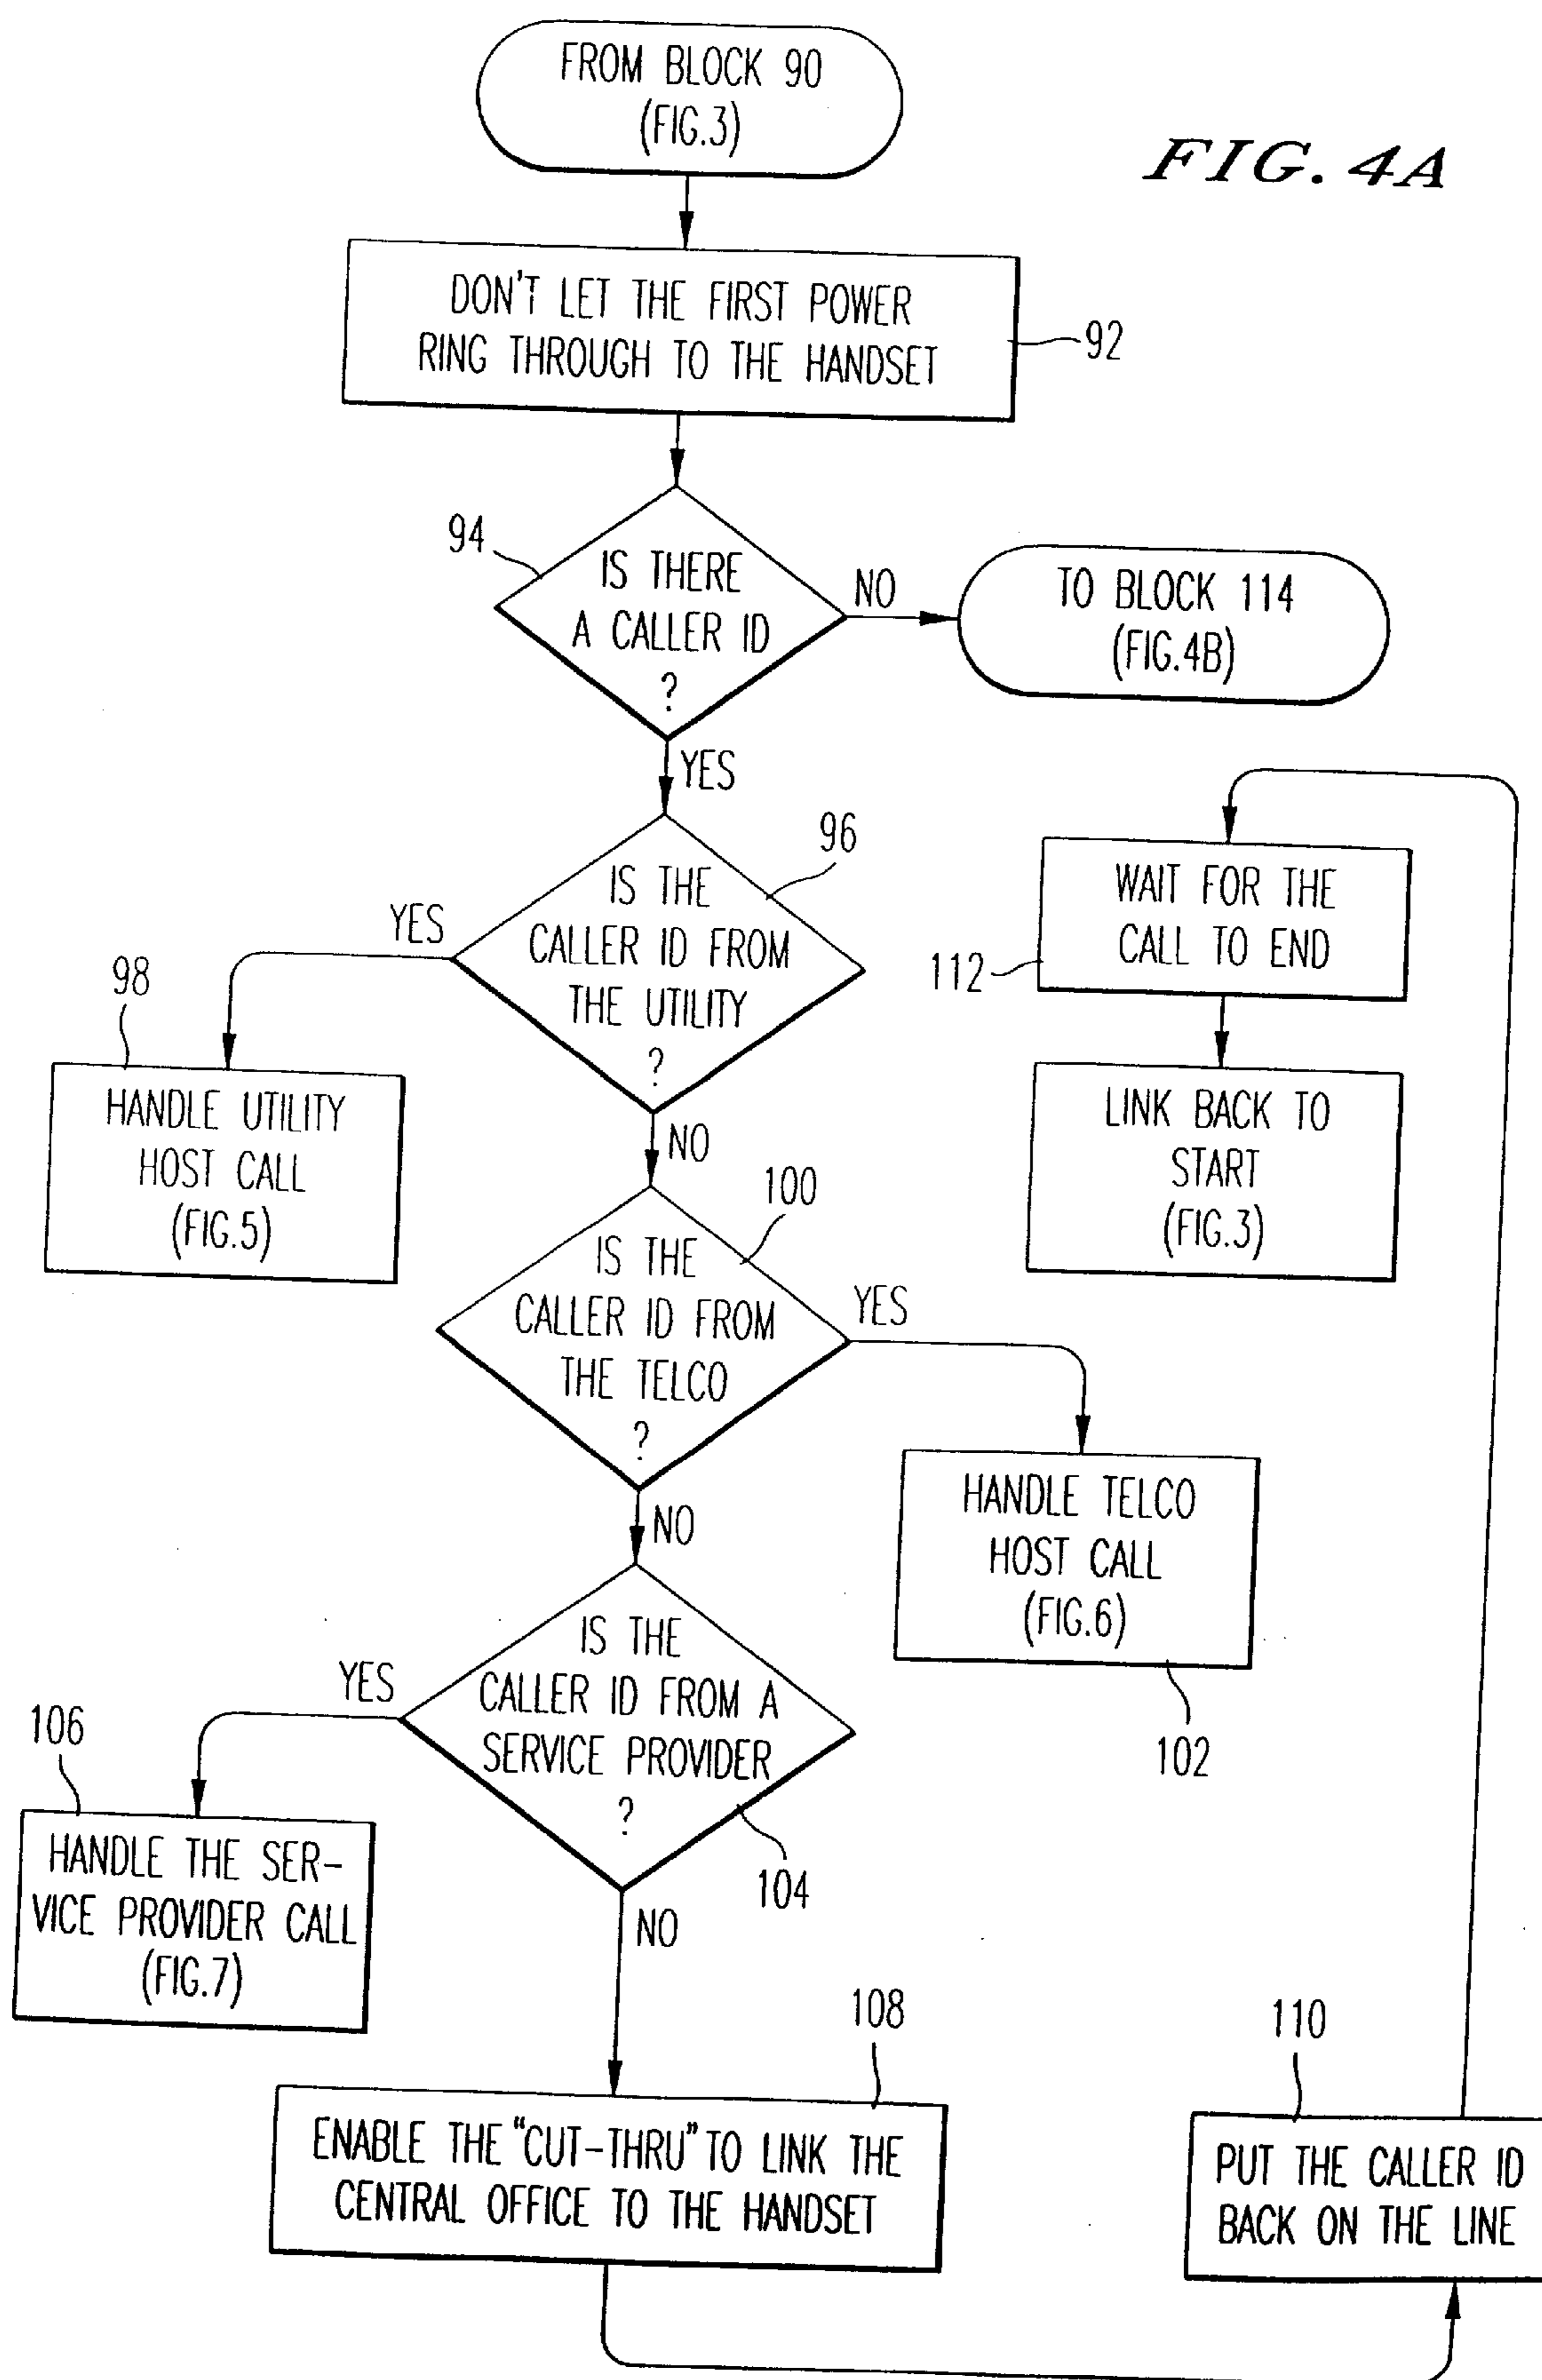 FROM BLOCK 90
(FIG.3)
FIG. 4A
DON'T LET THE FIRST POWER
RING THROUGH TO THE HANDSET
92
94
IS THERE
A CALLER ID
?
NO
TO BLOCK 114
(FIG.4B)
YES
96
IS THE
CALLER ID FROM
THE UTILITY
?
YES
98
HANDLE UTILITY
HOST CALL
(FIG.5)
NO
WAIT FOR THE
CALL TO END
112
LINK BACK TO
START
(FIG.3)
100
IS THE
CALLER ID FROM
THE TELCO
?
YES
HANDLE TELCO
HOST CALL
(FIG.6)
102
NO
IS THE
CALLER ID FROM A
SERVICE PROVIDER
?
104
YES
106
HANDLE THE SER-
VICE PROVIDER CALL
(FIG.7)
NO
108
ENABLE THE "CUT-THRU" TO LINK THE
CENTRAL OFFICE TO THE HANDSET
110
PUT THE CALLER ID
BACK ON THE LINE